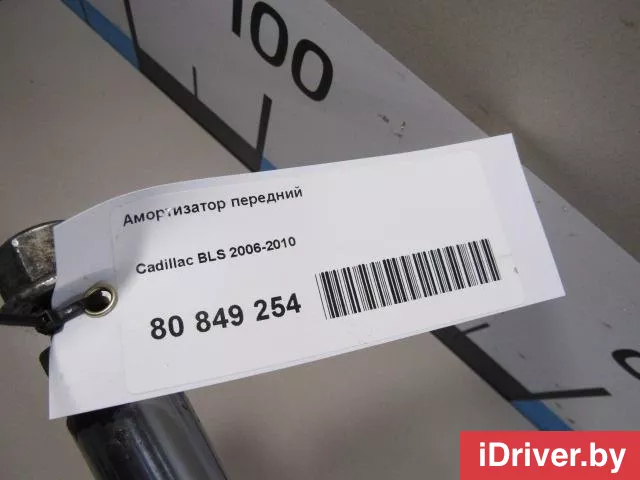 100
Амортизатор передний
Cadillac BLS 2006-2010
80 849 254
iDriver.by